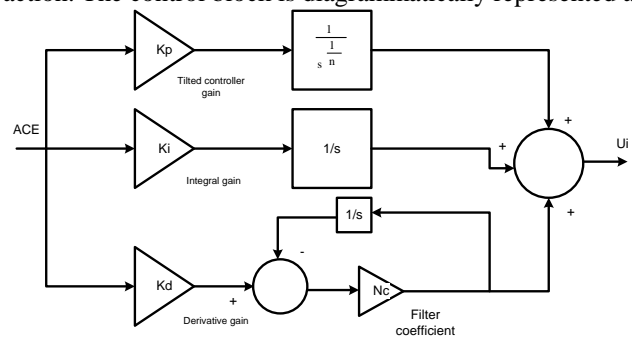 action. The control block is diagrammatically represented
Kp
1
s
1
n
Tilted controller
gain
+
ACE
Ki
1/s
+
Ui
Integral gain
1/s
+
-
Kd
+
Nc
Derivative gain
Filter
coefficient